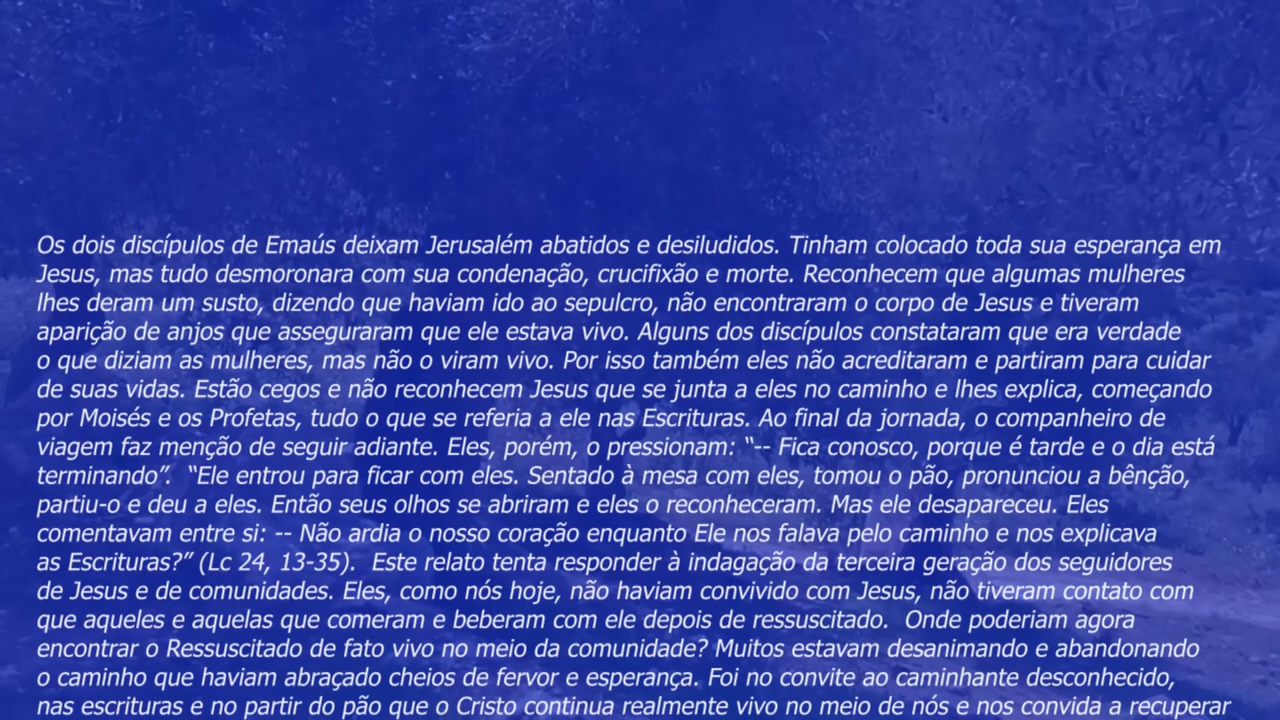 Os dois discípulos de Emaús deixam Jerusalém abatidos e desiludidos. Tinham colocado toda sua esperança em
Jesus, mas tudo desmoronara com sua condenação, crucifixão e morte. Reconhecem que algumas mulheres
lhes deram um susto, dizendo que haviam ido ao sepulcro, não encontraram o corpo de Jesus e tiveram
aparição de anjos que asseguraram que ele estava vivo. Alguns dos discípulos constataram que era verdade
o que diziam as mulheres, mas não o viram vivo. Por isso também eles não acreditaram e partiram para cuidar
de suas vidas. Estão cegos e não reconhecem Jesus que se junta a eles no caminho e lhes explica, começando
por Moisés e os Profetas, tudo o que se referia a ele nas Escrituras. Ao final da jornada, o companheiro de
viagem faz menção de seguir adiante. Eles, porém, o pressionam: “-- Fica conosco, porque é tarde e o dia está
terminando”.  “Ele entrou para ficar com eles. Sentado à mesa com eles, tomou o pão, pronunciou a bênção,
partiu-o e deu a eles. Então seus olhos se abriram e eles o reconheceram. Mas ele desapareceu. Eles
comentavam entre si: -- Não ardia o nosso coração enquanto Ele nos falava pelo caminho e nos explicava
as Escrituras?” (Lc 24, 13-35).  Este relato tenta responder à indagação da terceira geração dos seguidores
de Jesus e de comunidades. Eles, como nós hoje, não haviam convivido com Jesus, não tiveram contato com
que aqueles e aquelas que comeram e beberam com ele depois de ressuscitado.  Onde poderiam agora
encontrar o Ressuscitado de fato vivo no meio da comunidade? Muitos estavam desanimando e abandonando
o caminho que haviam abraçado cheios de fervor e esperança. Foi no convite ao caminhante desconhecido,
nas escrituras e no partir do pão que o Cristo continua realmente vivo no meio de nós e nos convida a recuperar